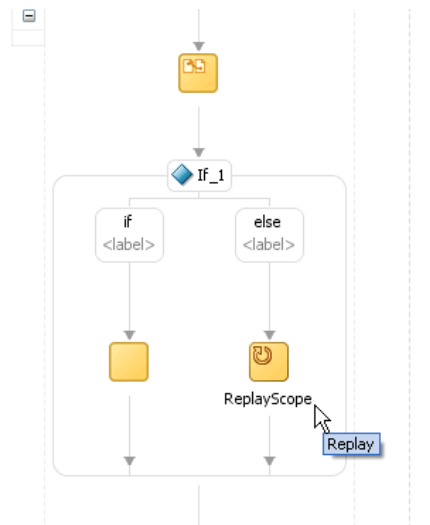 If_1
if
<label>
else
<label>
ReplayScope
Replay